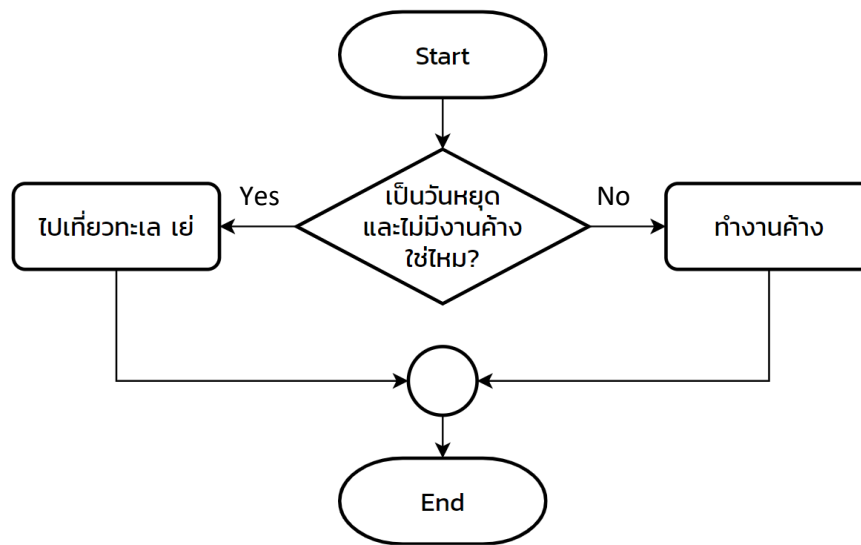 Start
เป็นวันหยุด
และไม่มีงานค้าง
ใช่ไหม?
Yes
No
ไปเที่ยวทะเล เย่
ทำงานค้าง
End